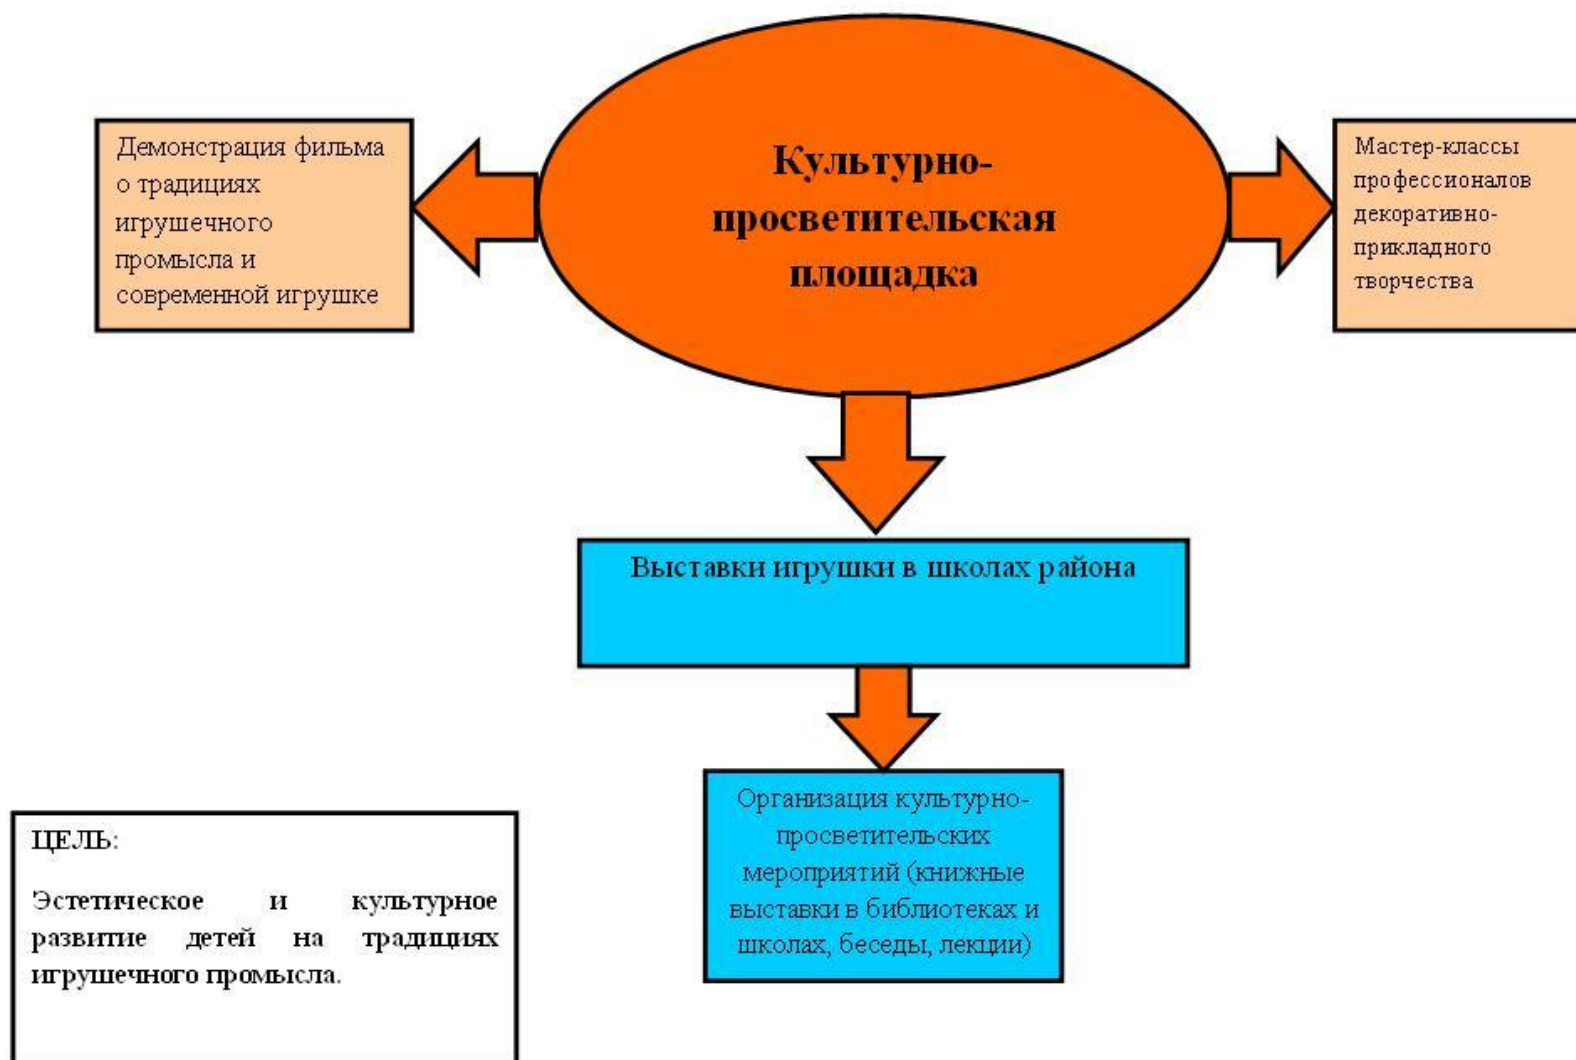 Культурно-
просветительская
площадка
Демонстрация фильма
о традициях
игрушечного
промысла и
современной игрушке
Мастер-классы
профессионалов
декоративно-
прикладного
творчества
Выставки игрушки в школах района
Организация культурно-
просветительских
мероприятий (книжные
выставки в библиотеках и
школах, беседы, лекции)
ЦЕЛЬ:
Эстетическое и культурное
развитие детей на традициях
игрушечного промысла.